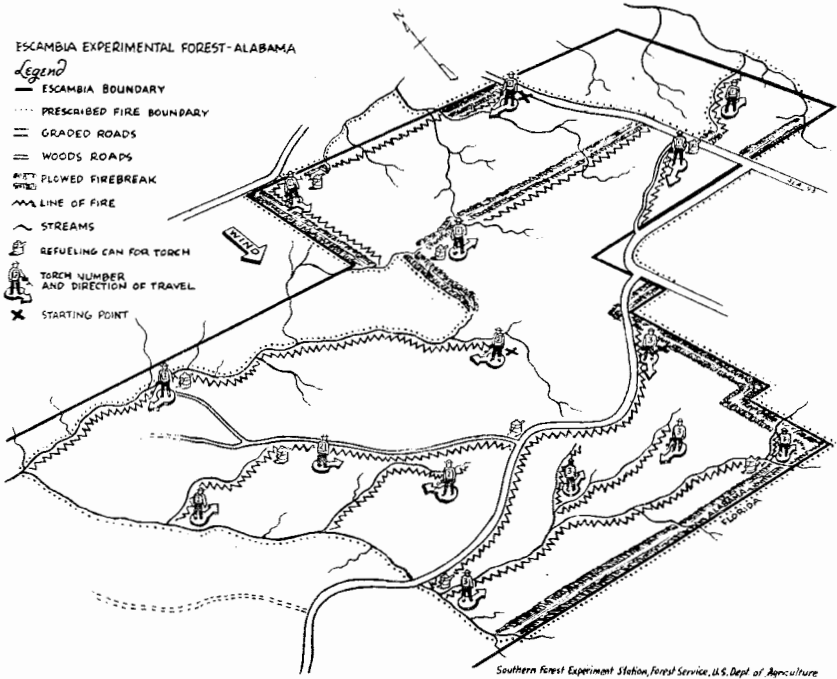 ESCAMBIA EXPERIMENTAL FOREST-ALABAMA
Legend
ESCAMBIA BOUNDARY
PRESCRIBED FIRE BOUNDARY
GRADED ROADS
WOODS ROADS
PLOWED FIREBREAK
LINE OF FIRE
STREAMS
REFUELING CAN FOR TORCH
TORCH NUMBER
AND DIRECTION OF TRAVEL
STARTING POINT
N
WIND
ALABAMA
FLORIDA
Southern Forest Experiment Station, Forest Service, U.S. Dept. of Agriculture